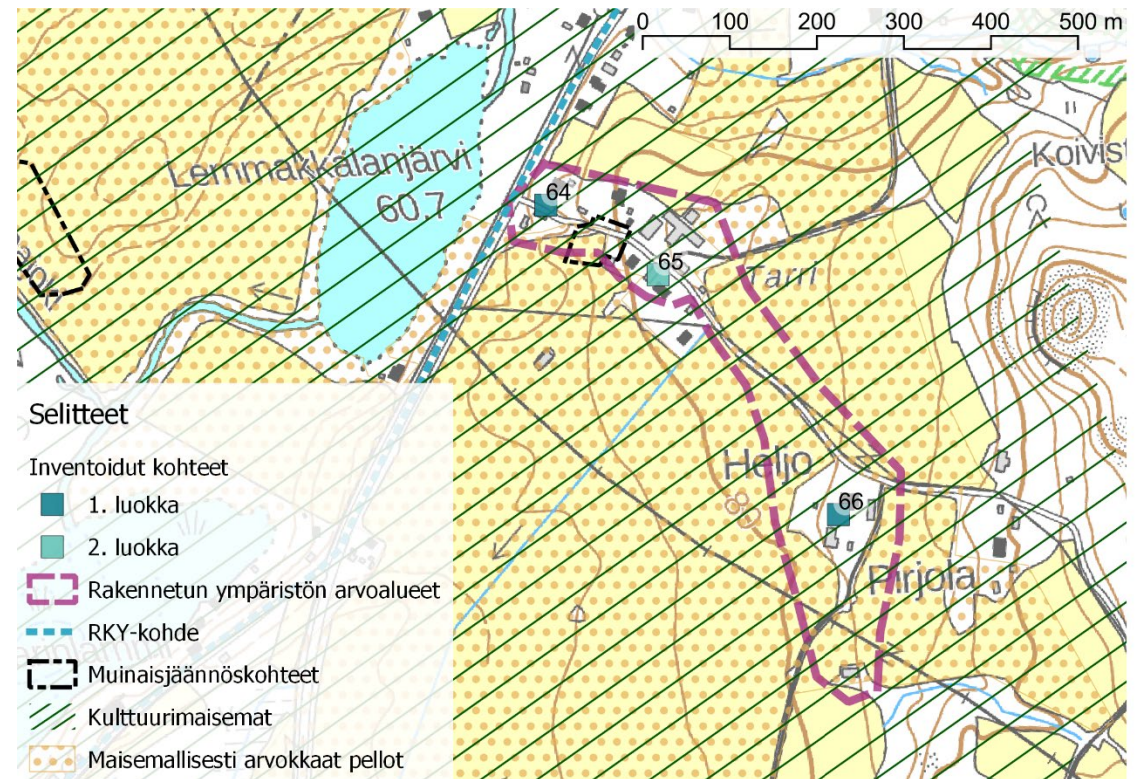 0 100 200 300 400 500 m
Koivist
Lemmakkalanjärvi
60.7
64
65
Tarri
Heljo
80
66
Pirjola
Selitteet
Inventoidut kohteet
1. luokka
2. luokka
Rakennetun ympäristön arvoalueet
RKY-kohde
Muinaisjäännöskohteet
Kulttuurimaisemat
Maisemallisesti arvokkaat pellot